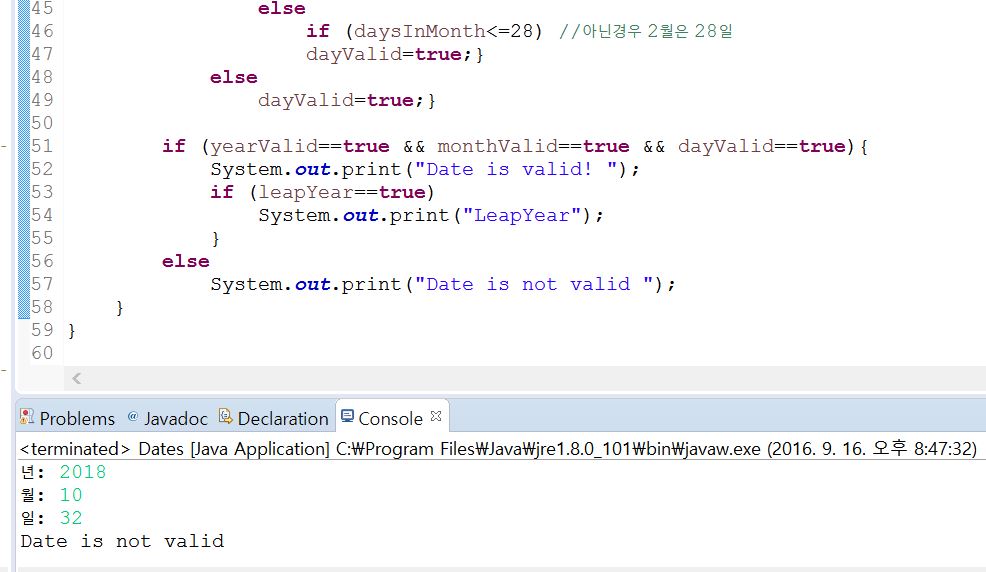 45 else
46 if (daysInMonth<=28) //아닌경우 2월은 28일
47 dayValid=true;}
48 else
49 dayValid=true;}
50
51 if (yearValid==true && monthValid==true && dayValid==true){
52 System.out.print("Date is valid! ");
53 if (leapYear==true)
54 System.out.print("LeapYear");
55 }
56 else
57 System.out.print("Date is not valid ");
58 }
59 }
60
Problems @ Javadoc Declaration Console
<terminated> Dates [Java Application] C:₩Program Files₩Java₩jre1.8.0_101₩bin₩javaw.exe (2016. 9. 16. 오후 8:47:32)
년: 2018
월: 10
일: 32
Date is not valid